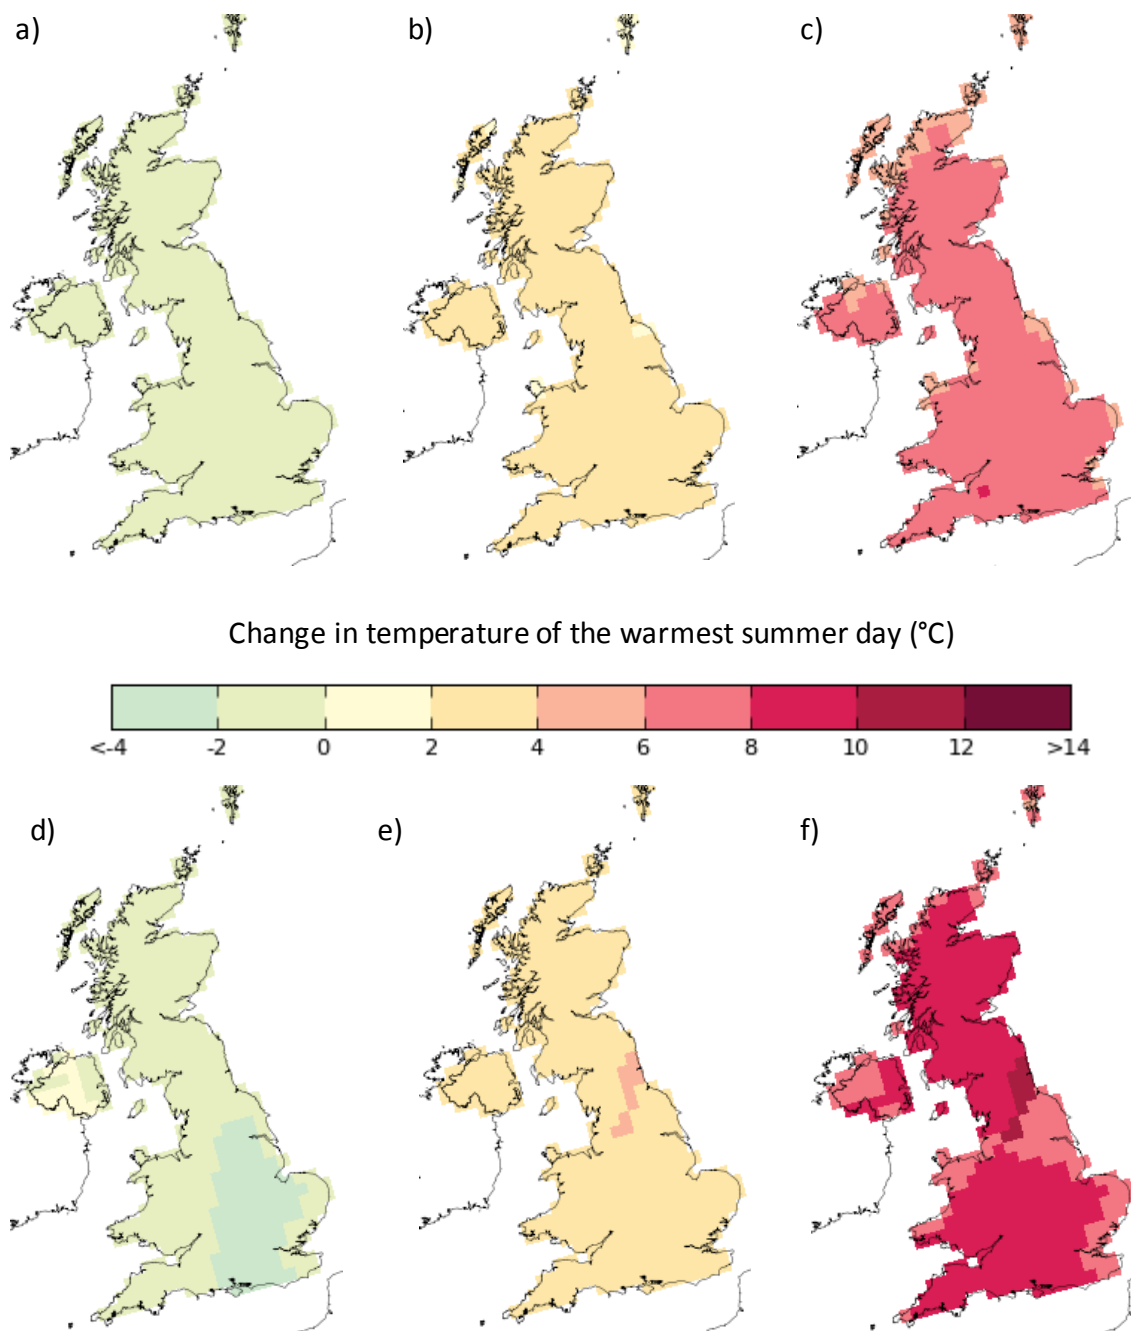 a)
b)
c)
Change in temperature of the warmest summer day (°C)
<-4 -2 0 2 4 6 8 10 12 >14
d)
e)
f)